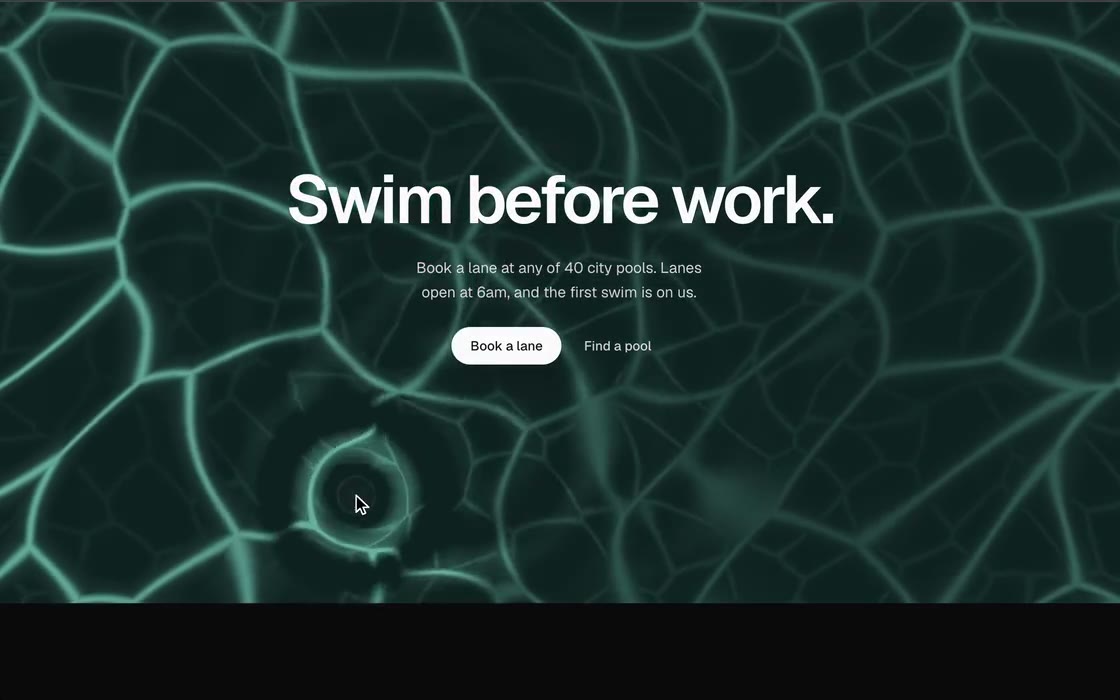 Swim before work.
Book a lane at any of 40 city pools. Lanes
open at 6am, and the first swim is on us.
Book a lane
Find a pool